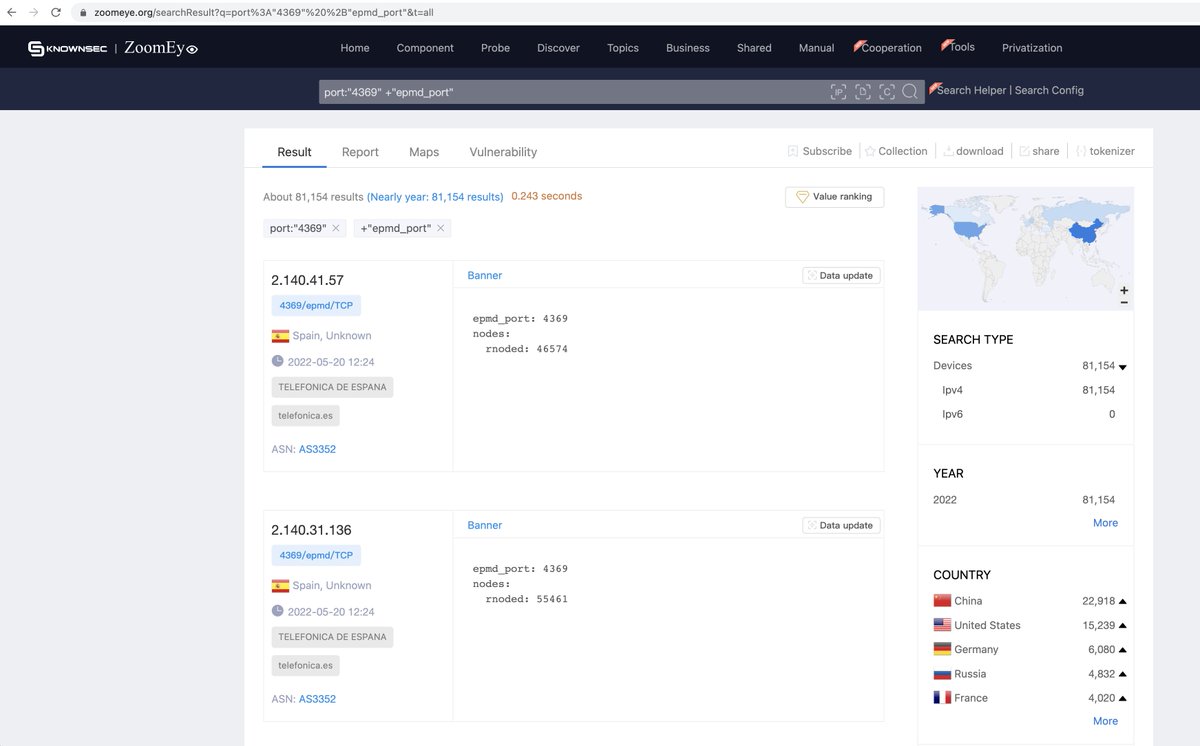 zoomeye.org/searchResult?q=port%3A"4369"%20%2B"epmd_port"&t=all
KNOWNSEC | ZoomEye
Home Component Probe Discover Topics Business Shared Manual Cooperation Tools Privatization
port:"4369" +"epmd_port"
IP D C
Search Helper | Search Config
Result Report Maps Vulnerability
Subscribe Collection download share tokenizer
About 81,154 results (Nearly year: 81,154 results) 0.243 seconds
Value ranking
port:"4369" × +"epmd_port" ×
2.140.41.57
4369/epmd/TCP
Spain, Unknown
2022-05-20 12:24
TELEFONICA DE ESPANA
telefonica.es
ASN: AS3352
Banner
Data update
epmd_port: 4369
nodes:
rnoded: 46574
2.140.31.136
4369/epmd/TCP
Spain, Unknown
2022-05-20 12:24
TELEFONICA DE ESPANA
telefonica.es
ASN: AS3352
Banner
Data update
epmd_port: 4369
nodes:
rnoded: 55461
+
−
SEARCH TYPE
Devices 81,154
Ipv4 81,154
Ipv6 0
YEAR
2022 81,154
More
COUNTRY
China 22,918
United States 15,239
Germany 6,080
Russia 4,832
France 4,020
More